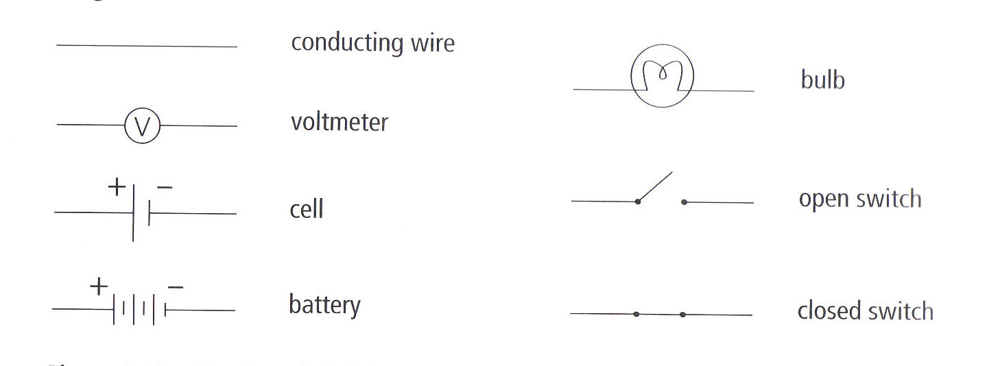 conducting wire
V
voltmeter
+ −
cell
+ −
battery
bulb
open switch
closed switch